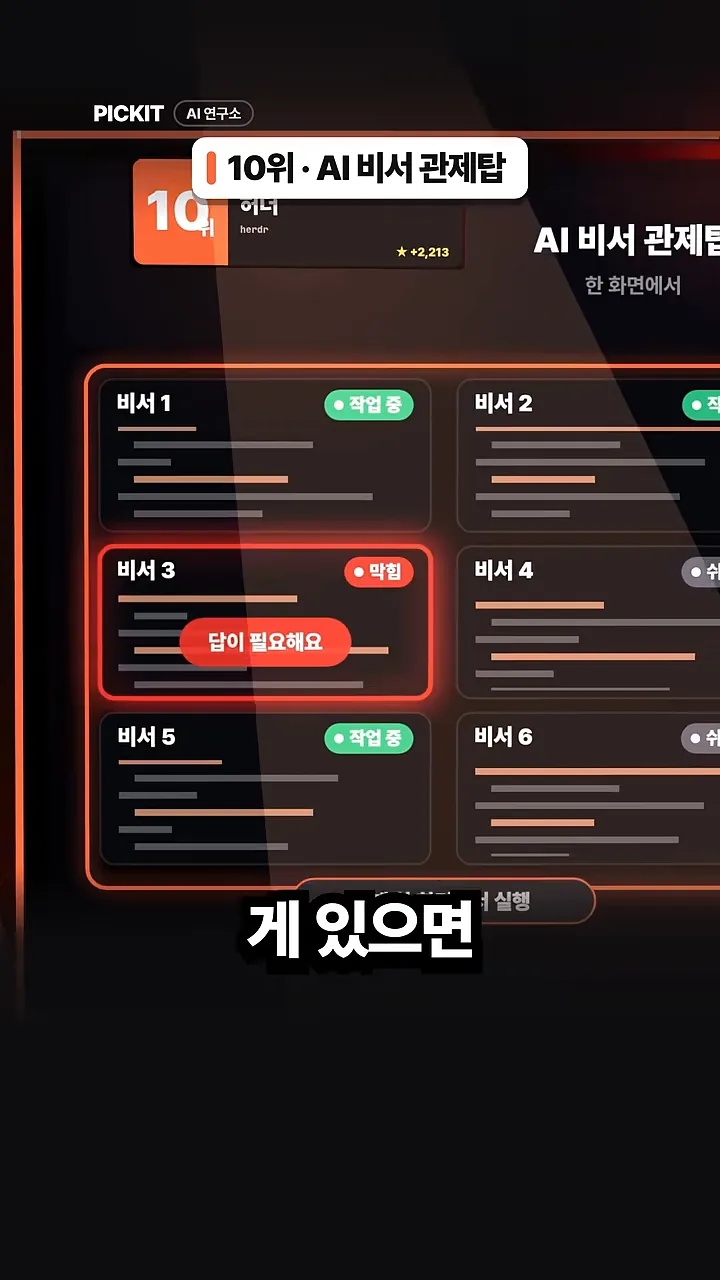 PICKIT AI 연구소
10위 · AI 비서 관제탑
10위
허더
herdr
★ +2,213
AI 비서 관제탑
한 화면에서
비서 1 작업 중
비서 2
비서 3 막힘
답이 필요해요
비서 4
비서 5 작업 중
비서 6
실행
게 있으면